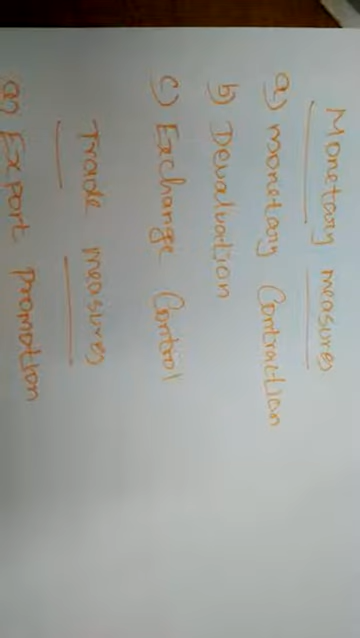 Monetary measures
a) Monetary Contraction
b) Devaluation
c) Exchange Control
Trade measures
a) Export Promotion